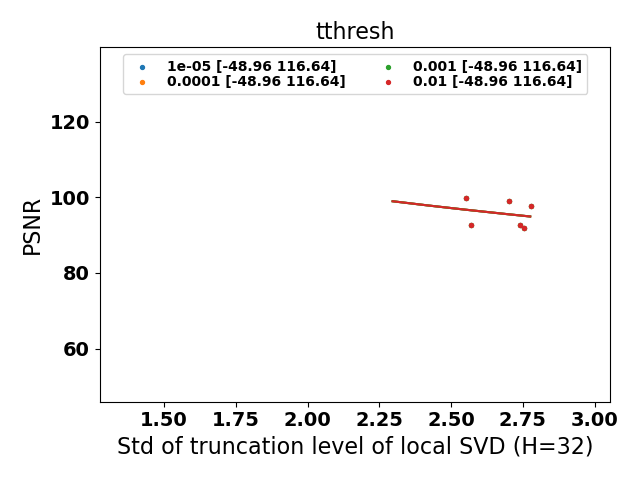 tthresh
1e-05 [-48.96 116.64]
0.0001 [-48.96 116.64]
0.001 [-48.96 116.64]
0.01 [-48.96 116.64]
PSNR
120
100
80
60
1.50 1.75 2.00 2.25 2.50 2.75 3.00
Std of truncation level of local SVD (H=32)